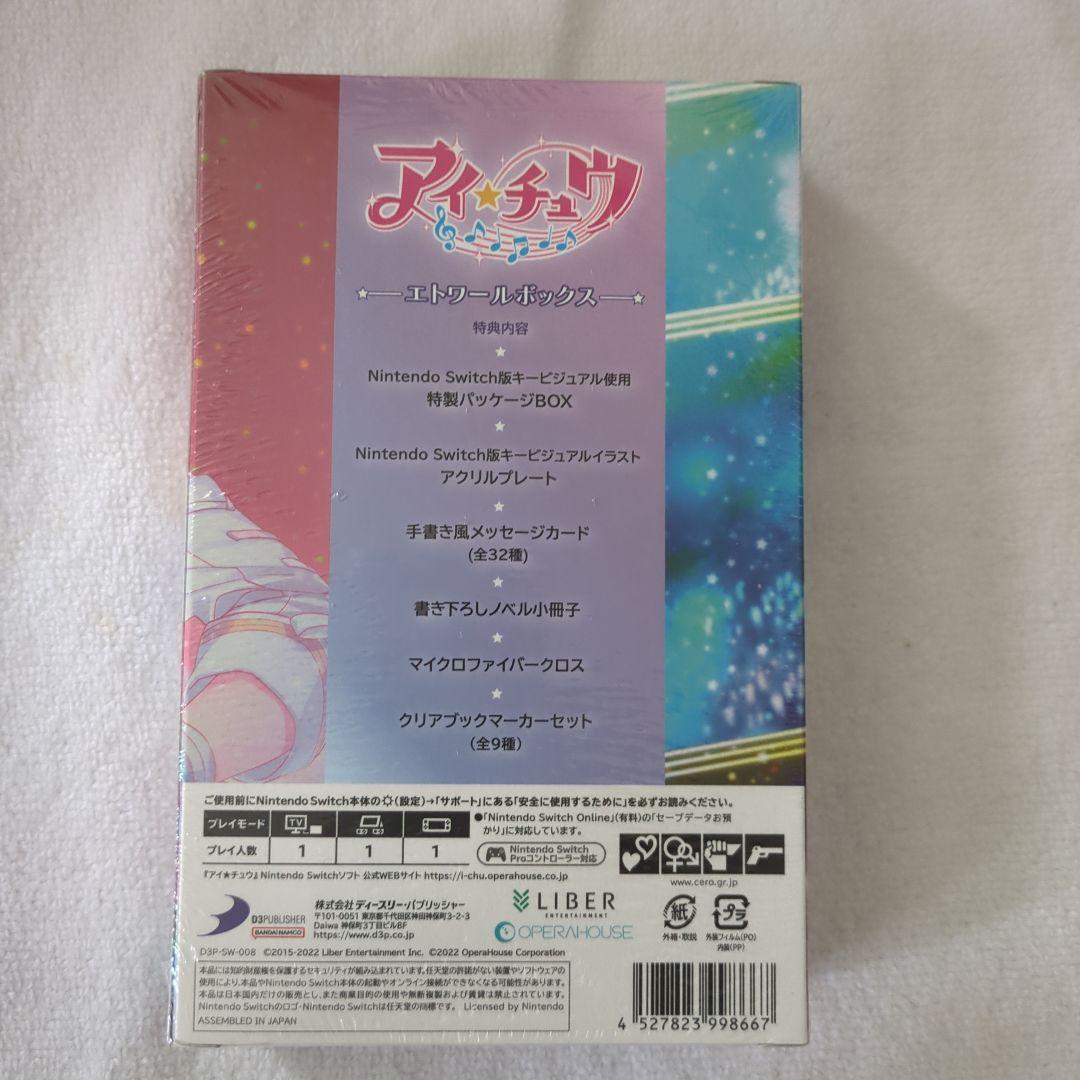 アイ★チュウ
エトワールボックス
特典内容
Nintendo Switch版キービジュアル使用
特製パッケージBOX
Nintendo Switch版キービジュアルイラスト
アクリルプレート
手書き風メッセージカード
(全32種)
書き下ろしノベル小冊子
マイクロファイバークロス
クリアブックマーカーセット
(全9種)
ご使用前にNintendo Switch本体の(設定)→「サポート」にある「安全に使用するために」を必ずお読みください。
プレイモード TV
プレイ人数 1 1 1
●「Nintendo Switch Online」(有料)の「セーブデータお預
かり」に対応しています。
Nintendo Switch
Proコントローラー対応
www.cero.gr.jp
『アイ★チュウ』Nintendo Switchソフト 公式WEBサイト https://i-chu.operahouse.co.jp
D3PUBLISHER
BANDAI NAMCO
株式会社 ディースリー・パブリッシャー
〒101-0051 東京都千代田区神田神保町3-2-3
Daiwa 神保町3丁目ビル8F
https://www.d3p.co.jp
LIBER
ENTERTAINMENT
OPERAHOUSE
紙
外箱・取説
プラ
外装フィルム(PO)
内装(PP)
D3P-SW-008 ©2015-2022 Liber Entertainment Inc. ©2022 OperaHouse Corporation
本品には知的財産権を保護するセキュリティが組み込まれています。任天堂の許諾がない装置やソフトウェアの
使用により、本品やNintendo Switch本体の起動やオンライン接続ができなくなる可能性があります。
本品は日本国内だけの販売とし、また商業目的の使用や無断複製および賃貸は禁止されています。
Nintendo Switchのロゴ・Nintendo Switchは任天堂の商標です。 Licensed by Nintendo
ASSEMBLED IN JAPAN
4 527823 998667